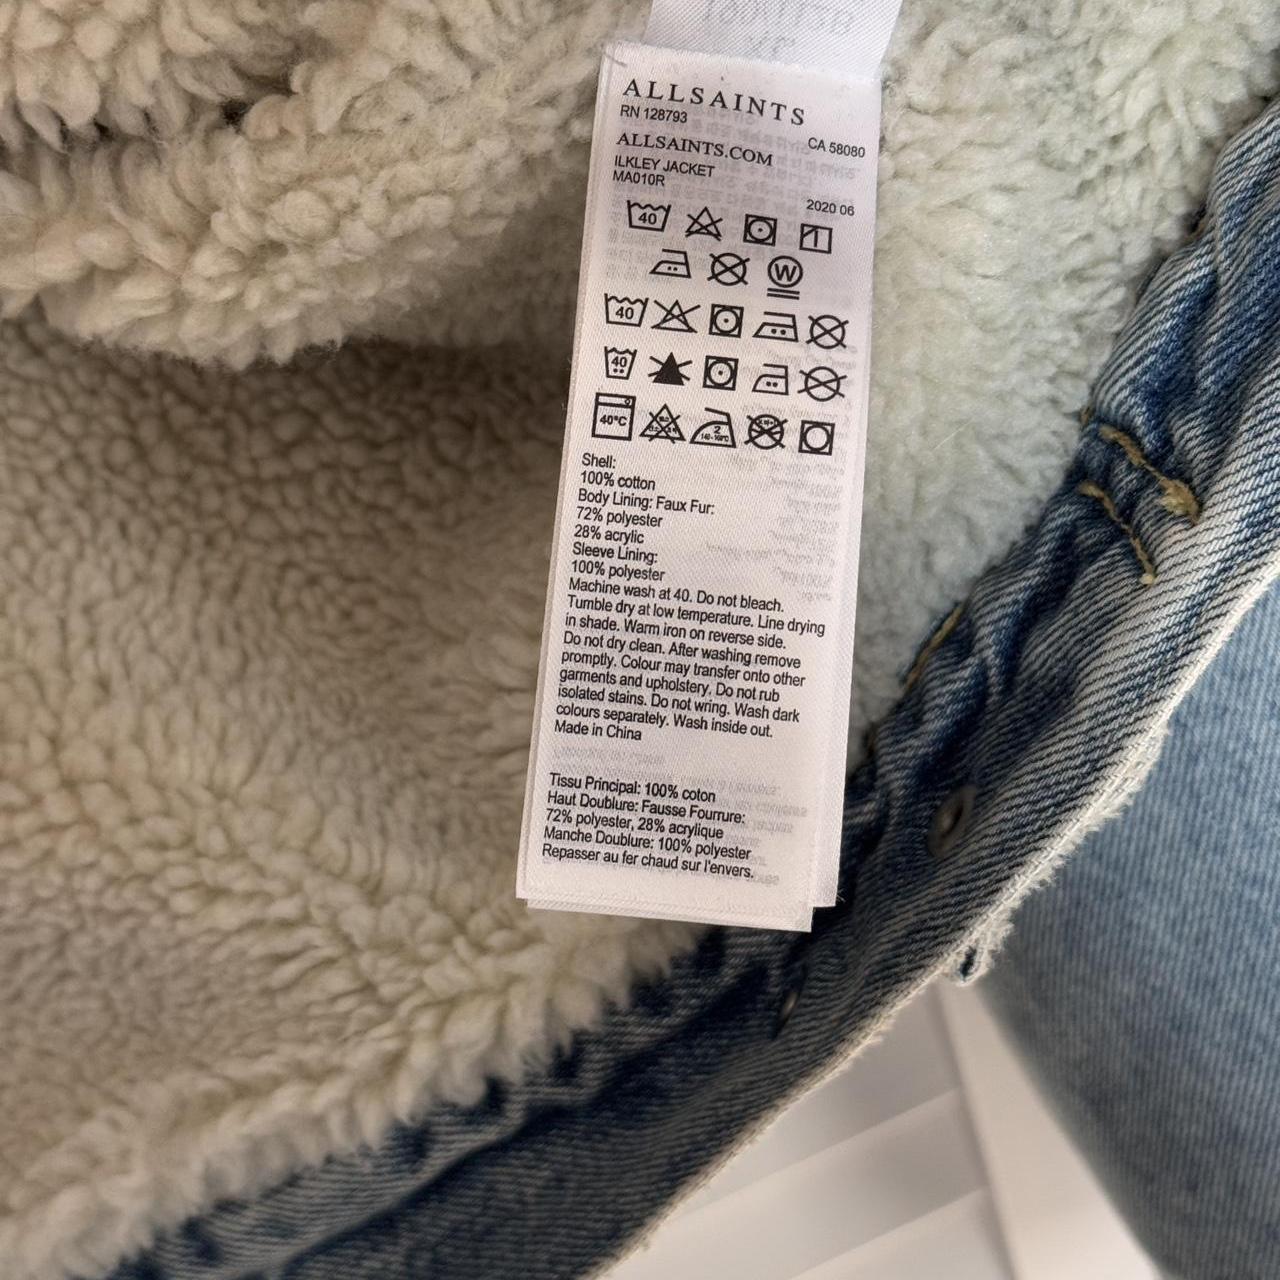 ALLSAINTS
RN 128793 CA 58080
ALLSAINTS.COM
ILKLEY JACKET
MA010R 2020 06
40
W
40
40
40°C 2
Shell:
100% cotton
Body Lining: Faux Fur:
72% polyester
28% acrylic
Sleeve Lining:
100% polyester
Machine wash at 40. Do not bleach.
Tumble dry at low temperature. Line drying
in shade. Warm iron on reverse side.
Do not dry clean. After washing remove
promptly. Colour may transfer onto other
garments and upholstery. Do not rub
isolated stains. Do not wring. Wash dark
colours separately. Wash inside out.
Made in China
Tissu Principal: 100% coton
Haut Doublure: Fausse Fourrure:
72% polyester, 28% acrylique
Manche Doublure: 100% polyester
Repasser au fer chaud sur l'envers.